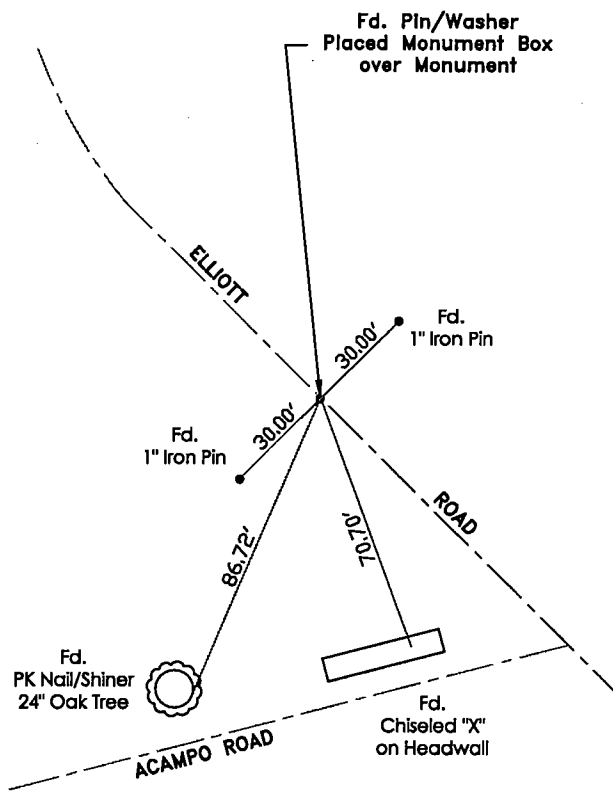 Fd. Pin/Washer
Placed Monument Box
over Monument
ELLIOTT
Fd.
1" Iron Pin
30.00'
30.00'
Fd.
1" Iron Pin
ROAD
86.72'
70.70'
Fd.
PK Nail/Shiner
24" Oak Tree
Fd.
Chiseled "X"
on Headwall
ACAMPO ROAD